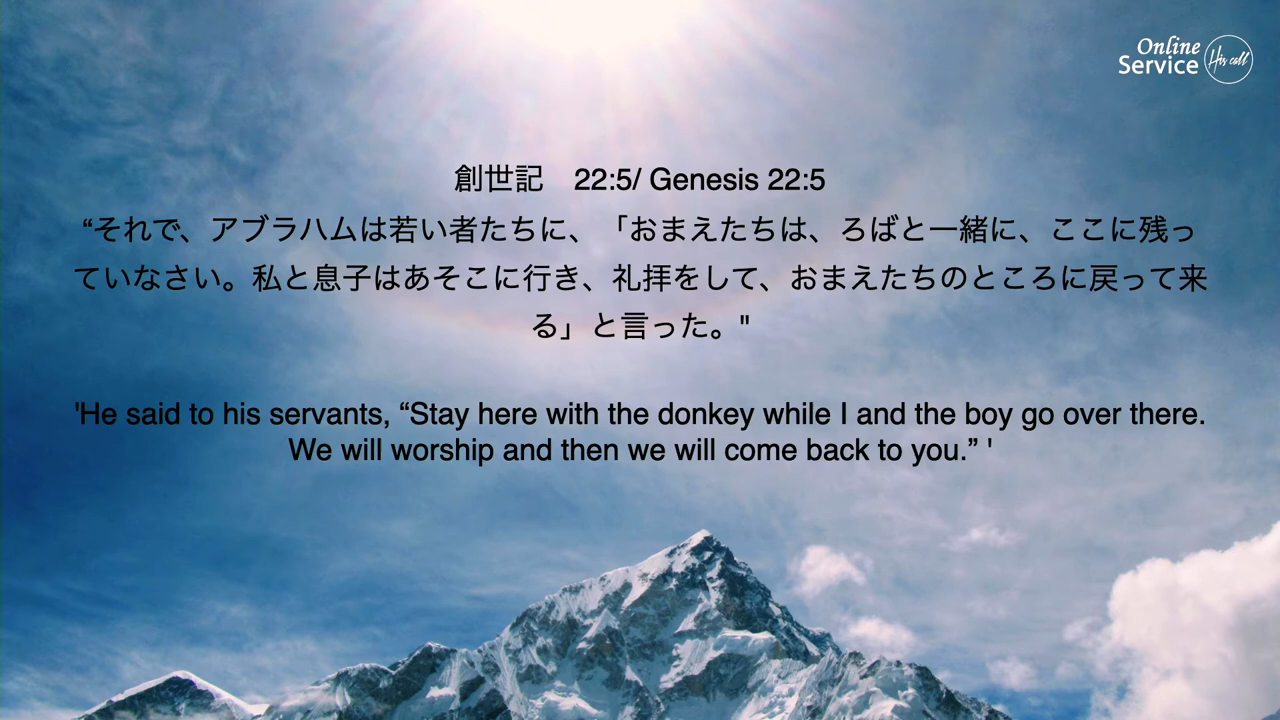 Online
Service
His call
創世記　22:5/ Genesis 22:5
“それで、アブラハムは若い者たちに、「おまえたちは、ろばと一緒に、ここに残っ
ていなさい。私と息子はあそこに行き、礼拝をして、おまえたちのところに戻って来
る」と言った。"
'He said to his servants, “Stay here with the donkey while I and the boy go over there.
We will worship and then we will come back to you.” '